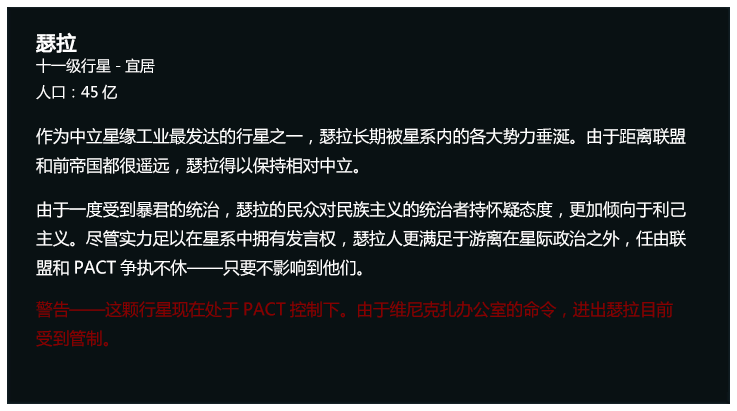 瑟拉
十一级行星 - 宜居
人口：45 亿
作为中立星缘工业最发达的行星之一，瑟拉长期被星系内的各大势力垂涎。由于距离联盟
和前帝国都很遥远，瑟拉得以保持相对中立。
由于一度受到暴君的统治，瑟拉的民众对民族主义的统治者持怀疑态度，更加倾向于利己
主义。尽管实力足以在星系中拥有发言权，瑟拉人更满足于游离在星际政治之外，任由联
盟和 PACT 争执不休——只要不影响到他们。
警告——这颗行星现在处于 PACT 控制下。由于维尼克扎办公室的命令，进出瑟拉目前
受到管制。